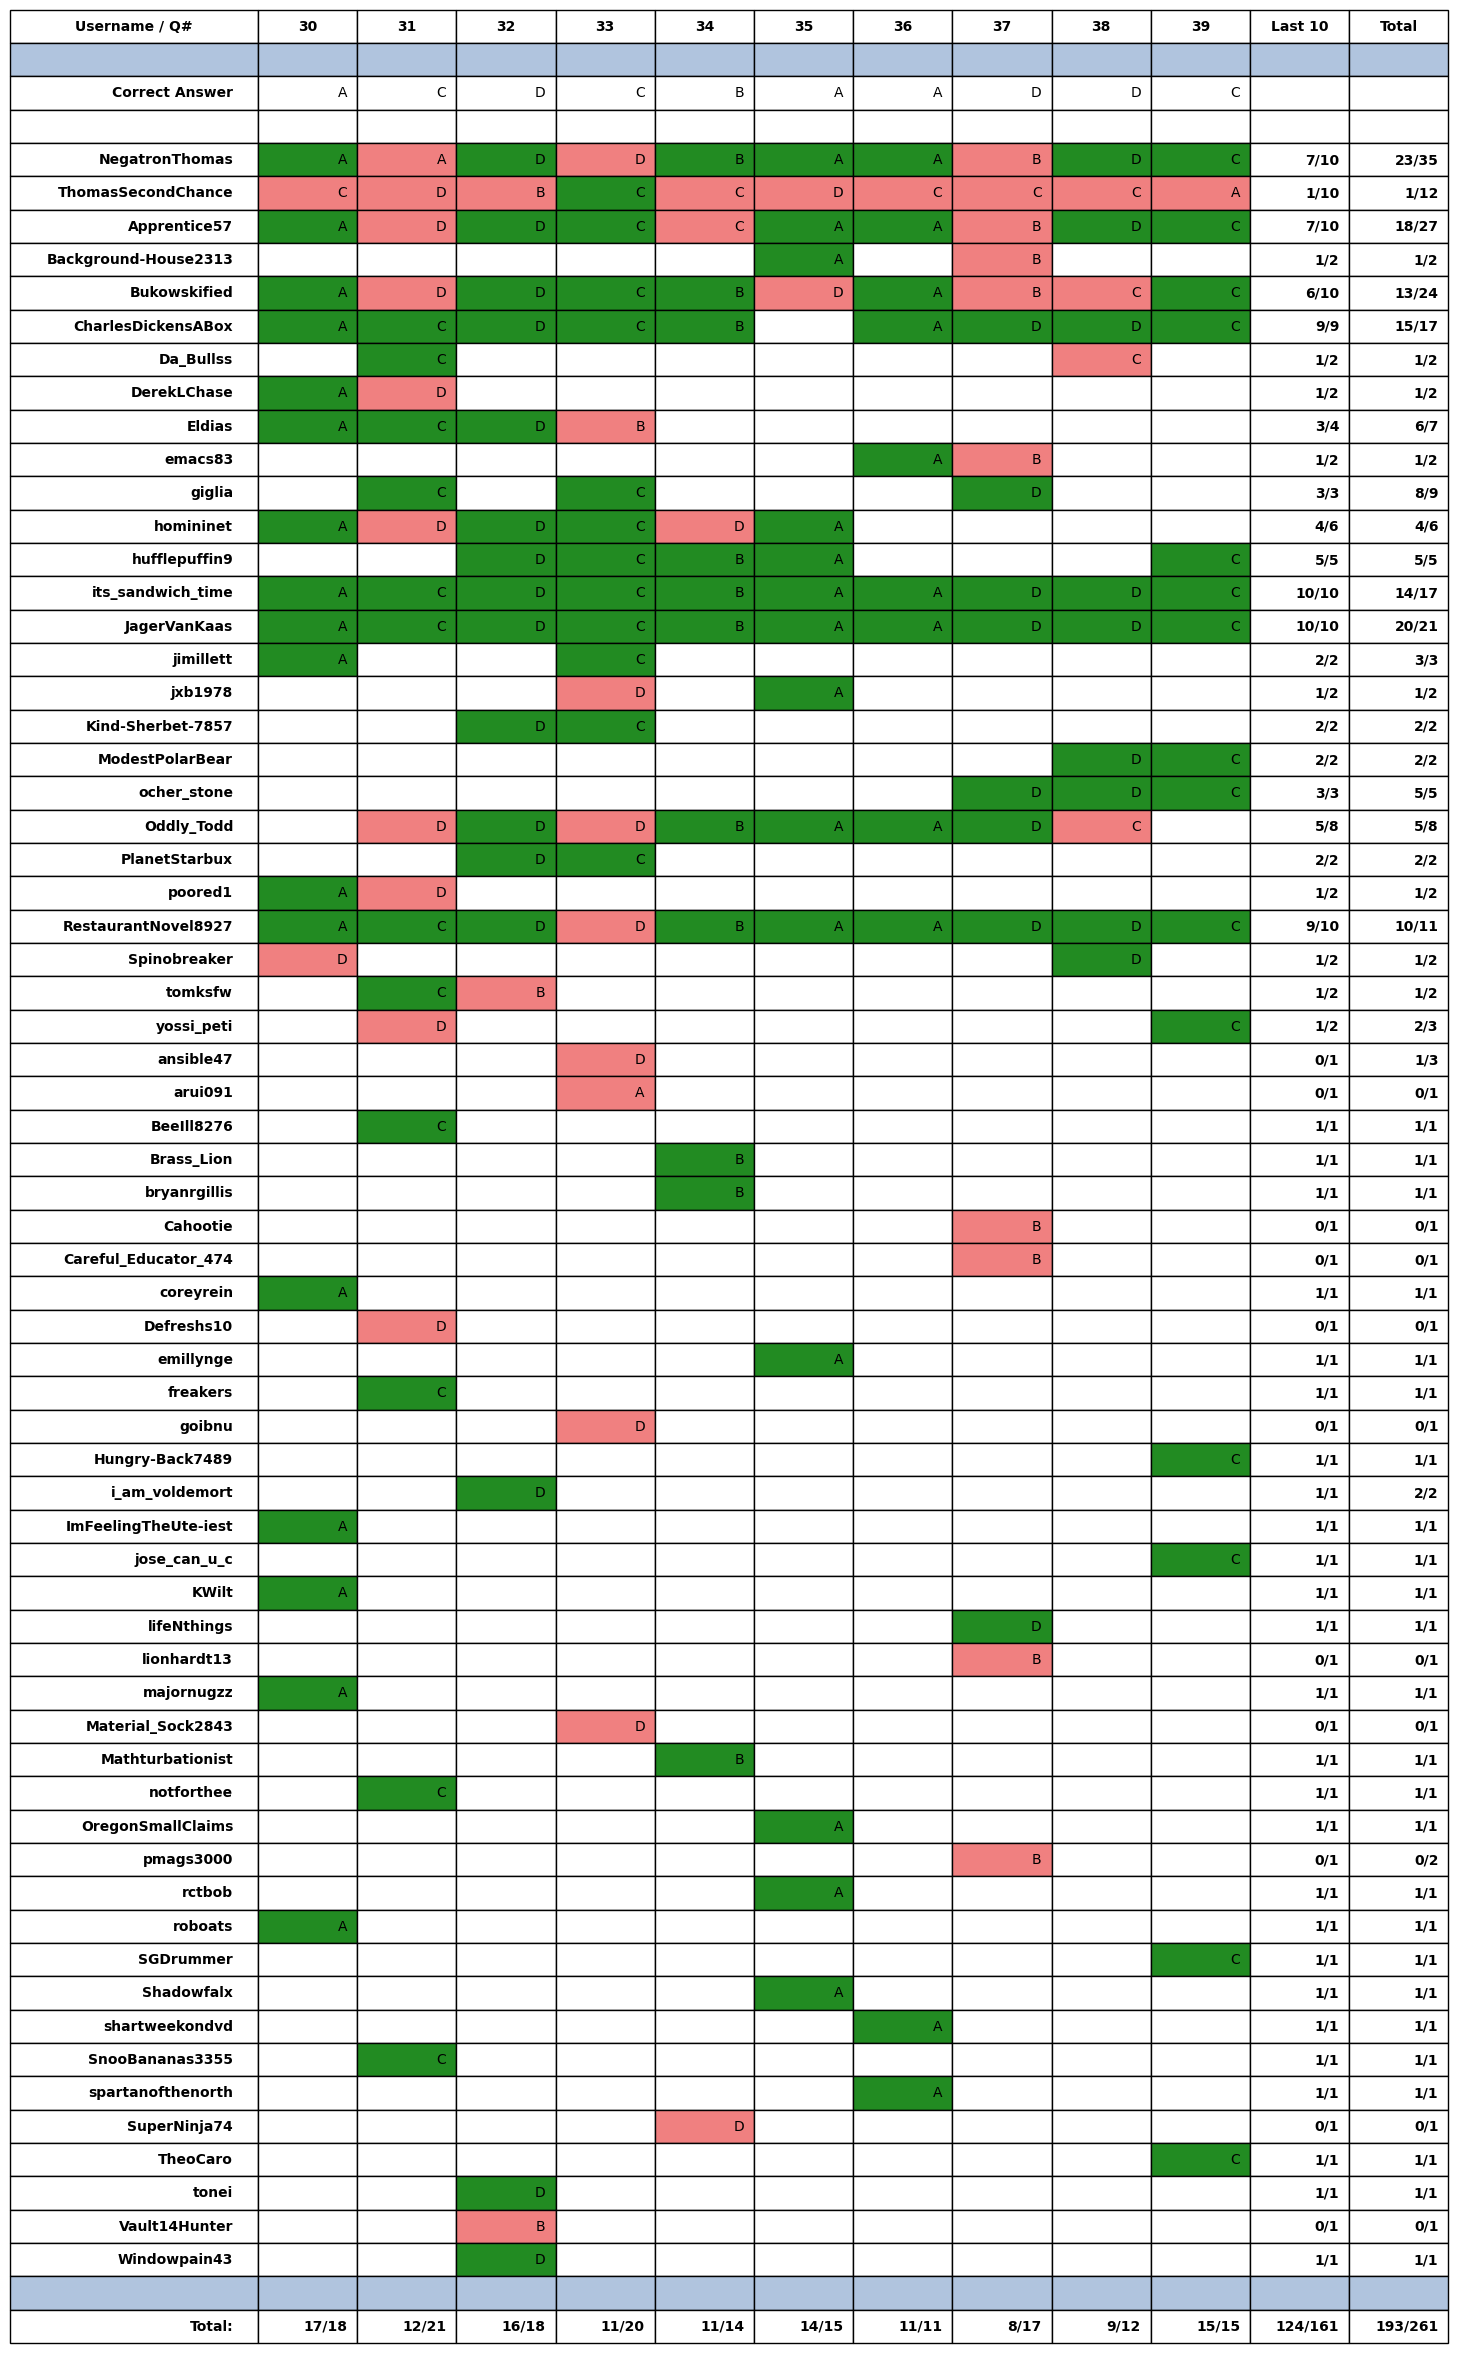 Username / Q# 30 31 32 33 34 35 36 37 38 39 Last 10 Total
Correct Answer A C D C B A A D D C
NegatronThomas A A D D B A A B D C 7/10 23/35
ThomasSecondChance C D B C C D C C C A 1/10 1/12
Apprentice57 A D D C C A A B D C 7/10 18/27
Background-House2313 A B 1/2 1/2
Bukowskified A D D C B D A B C C 6/10 13/24
CharlesDickensABox A C D C B A D D C 9/9 15/17
Da_Bullss C C 1/2 1/2
DerekLChase A D 1/2 1/2
Eldias A C D B 3/4 6/7
emacs83 A B 1/2 1/2
giglia C C D 3/3 8/9
homininet A D D C D A 4/6 4/6
hufflepuffin9 D C B A C 5/5 5/5
its_sandwich_time A C D C B A A D D C 10/10 14/17
JagerVanKaas A C D C B A A D D C 10/10 20/21
jimillett A C 2/2 3/3
jxb1978 D A 1/2 1/2
Kind-Sherbet-7857 D C 2/2 2/2
ModestPolarBear D C 2/2 2/2
ocher_stone D D C 3/3 5/5
Oddly_Todd D D D B A A D C 5/8 5/8
PlanetStarbux D C 2/2 2/2
poored1 A D 1/2 1/2
RestaurantNovel8927 A C D D B A A D D C 9/10 10/11
Spinobreaker D D 1/2 1/2
tomksfw C B 1/2 1/2
yossi_peti D C 1/2 2/3
ansible47 D 0/1 1/3
arui091 A 0/1 0/1
BeeIll8276 C 1/1 1/1
Brass_Lion B 1/1 1/1
bryanrgillis B 1/1 1/1
Cahootie B 0/1 0/1
Careful_Educator_474 B 0/1 0/1
coreyrein A 1/1 1/1
Defreshs10 D 0/1 0/1
emillynge A 1/1 1/1
freakers C 1/1 1/1
goibnu D 0/1 0/1
Hungry-Back7489 C 1/1 1/1
i_am_voldemort D 1/1 2/2
ImFeelingTheUte-iest A 1/1 1/1
jose_can_u_c C 1/1 1/1
KWilt A 1/1 1/1
lifeNthings D 1/1 1/1
lionhardt13 B 0/1 0/1
majornugzz A 1/1 1/1
Material_Sock2843 D 0/1 0/1
Mathturbationist B 1/1 1/1
notforthee C 1/1 1/1
OregonSmallClaims A 1/1 1/1
pmags3000 B 0/1 0/2
rctbob A 1/1 1/1
roboats A 1/1 1/1
SGDrummer C 1/1 1/1
Shadowfalx A 1/1 1/1
shartweekondvd A 1/1 1/1
SnooBananas3355 C 1/1 1/1
spartanofthenorth A 1/1 1/1
SuperNinja74 D 0/1 0/1
TheoCaro C 1/1 1/1
tonei D 1/1 1/1
Vault14Hunter B 0/1 0/1
Windowpain43 D 1/1 1/1
Total: 17/18 12/21 16/18 11/20 11/14 14/15 11/11 8/17 9/12 15/15 124/161 193/261